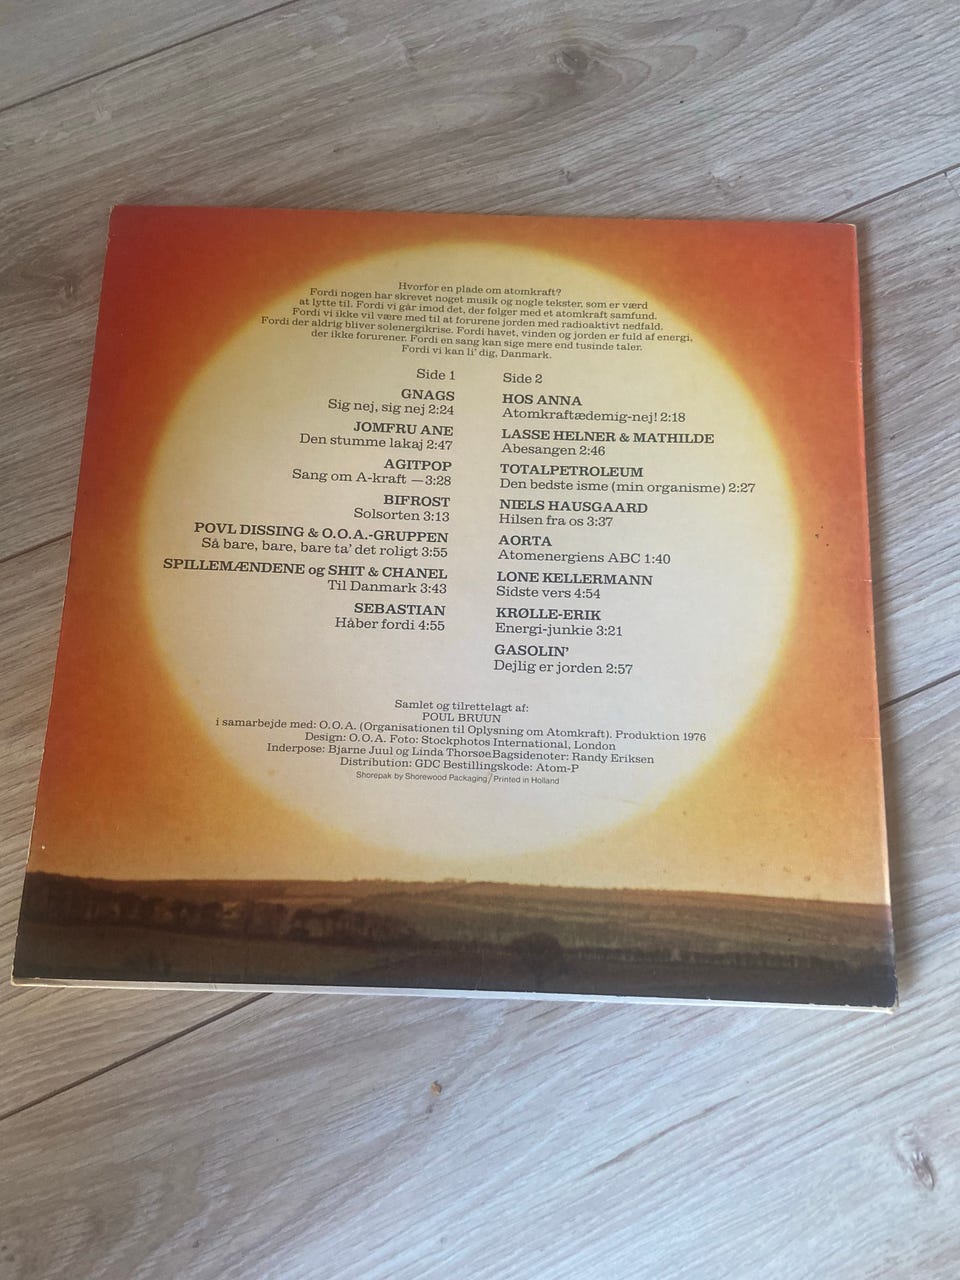 Hvorfor en plade om atomkraft?
Fordi nogen har skrevet noget musik og nogle tekster, som er værd
at lytte til. Fordi vi går imod det, der følger med et atomkraft samfund.
Fordi vi ikke vil være med til at forurene jorden med radioaktivt nedfald.
Fordi der aldrig bliver solenergikrise. Fordi havet, vinden og jorden er fuld af energi,
der ikke forurener. Fordi en sang kan sige mere end tusinde taler.
Fordi vi kan li' dig, Danmark.
Side 1
GNAGS
Sig nej, sig nej 2:24
JOMFRU ANE
Den stumme lakaj 2:47
AGITPOP
Sang om A-kraft — 3:28
BIFROST
Solsorten 3:13
POVL DISSING & O.O.A.-GRUPPEN
Så bare, bare, bare ta' det roligt 3:55
SPILLEMÆNDENE og SHIT & CHANEL
Til Danmark 3:43
SEBASTIAN
Håber fordi 4:55
Side 2
HOS ANNA
Atomkraftædemig-nej! 2:18
LASSE HELNER & MATHILDE
Abesangen 2:46
TOTALPETROLEUM
Den bedste isme (min organisme) 2:27
NIELS HAUSGAARD
Hilsen fra os 3:37
AORTA
Atomenergiens ABC 1:40
LONE KELLERMANN
Sidste vers 4:54
KRØLLE-ERIK
Energi-junkie 3:21
GASOLIN'
Dejlig er jorden 2:57
Samlet og tilrettelagt af:
POUL BRUUN
i samarbejde med: O.O.A. (Organisationen til Oplysning om Atomkraft). Produktion 1976
Design: O.O.A. Foto: Stockphotos International, London
Inderpose: Bjarne Juul og Linda Thorsøe Bagsidenoter: Randy Eriksen
Distribution: GDC Bestillingskode: Atom-P
Shorepak by Shorewood Packaging/Printed in Holland